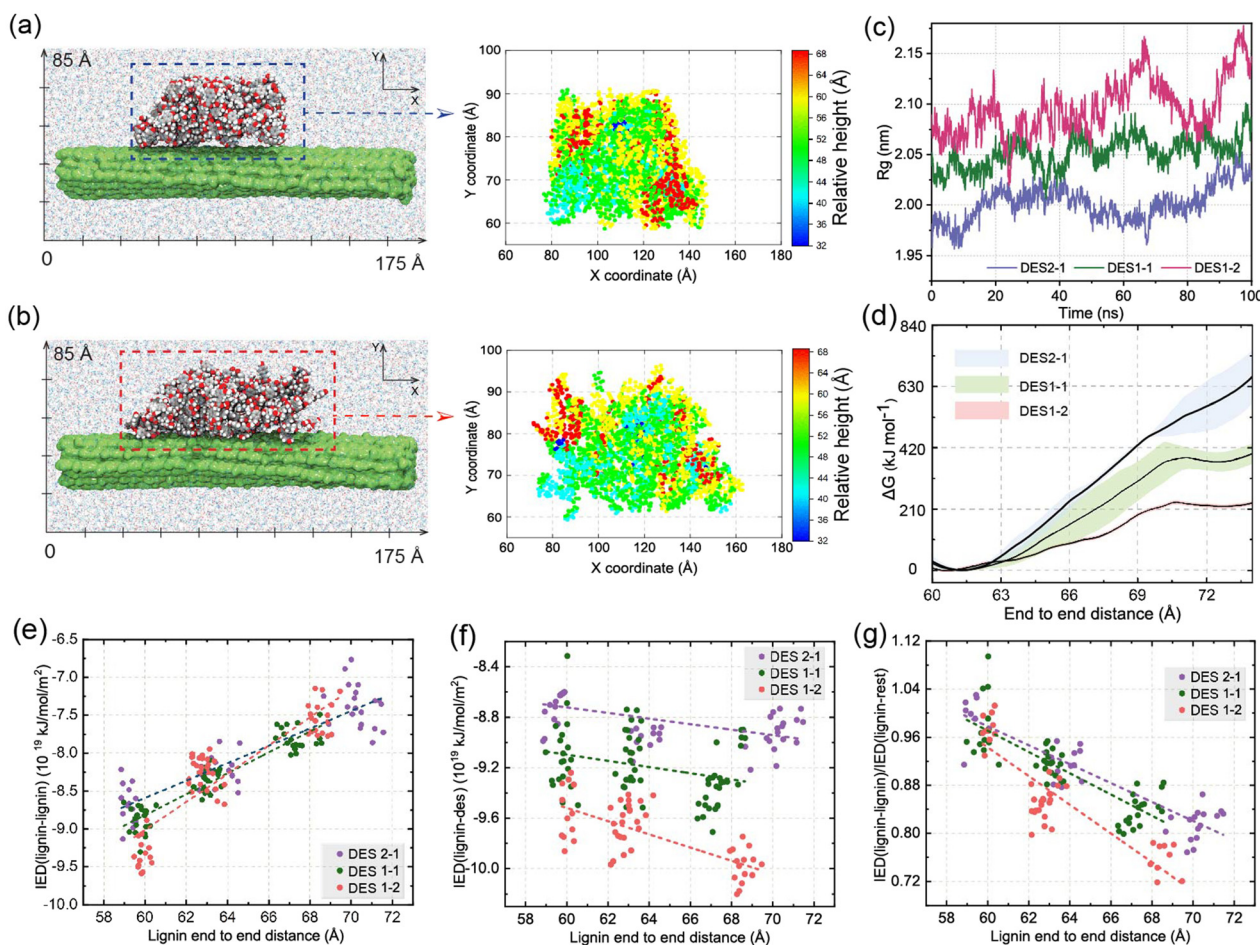 (a)
85 Å
Y
X
0
175 Å
100
90
80
70
60
Y coordinate (Å)
60 80 100 120 140 160 180
X coordinate (Å)
68
64
60
56
52
48
44
40
36
32
Relative height (Å)
(c)
2.15
2.10
2.05
2.00
1.95
Rg (nm)
DES2-1 DES1-1 DES1-2
0 20 40 60 80 100
Time (ns)
(b)
85 Å
Y
X
0
175 Å
100
90
80
70
60
Y coordinate (Å)
60 80 100 120 140 160 180
X coordinate (Å)
68
64
60
56
52
48
44
40
36
32
Relative height (Å)
(d)
840
630
420
210
0
ΔG (kJ mol⁻¹)
DES2-1
DES1-1
DES1-2
60 63 66 69 72
End to end distance (Å)
(e)
-6.5
-7.0
-7.5
-8.0
-8.5
-9.0
-9.5
-10.0
IED(lignin-lignin) (10¹⁹ kJ/mol/m²)
DES 2-1
DES 1-1
DES 1-2
58 60 62 64 66 68 70 72
Lignin end to end distance (Å)
(f)
-8.4
-8.8
-9.2
-9.6
-10.0
IED(lignin-des) (10¹⁹ kJ/mol/m²)
DES 2-1
DES 1-1
DES 1-2
58 60 62 64 66 68 70 72
Lignin end to end distance (Å)
(g)
1.12
1.04
0.96
0.88
0.80
0.72
IED(lignin-lignin)/IED(lignin-rest)
DES 2-1
DES 1-1
DES 1-2
58 60 62 64 66 68 70 72
Lignin end to end distance (Å)